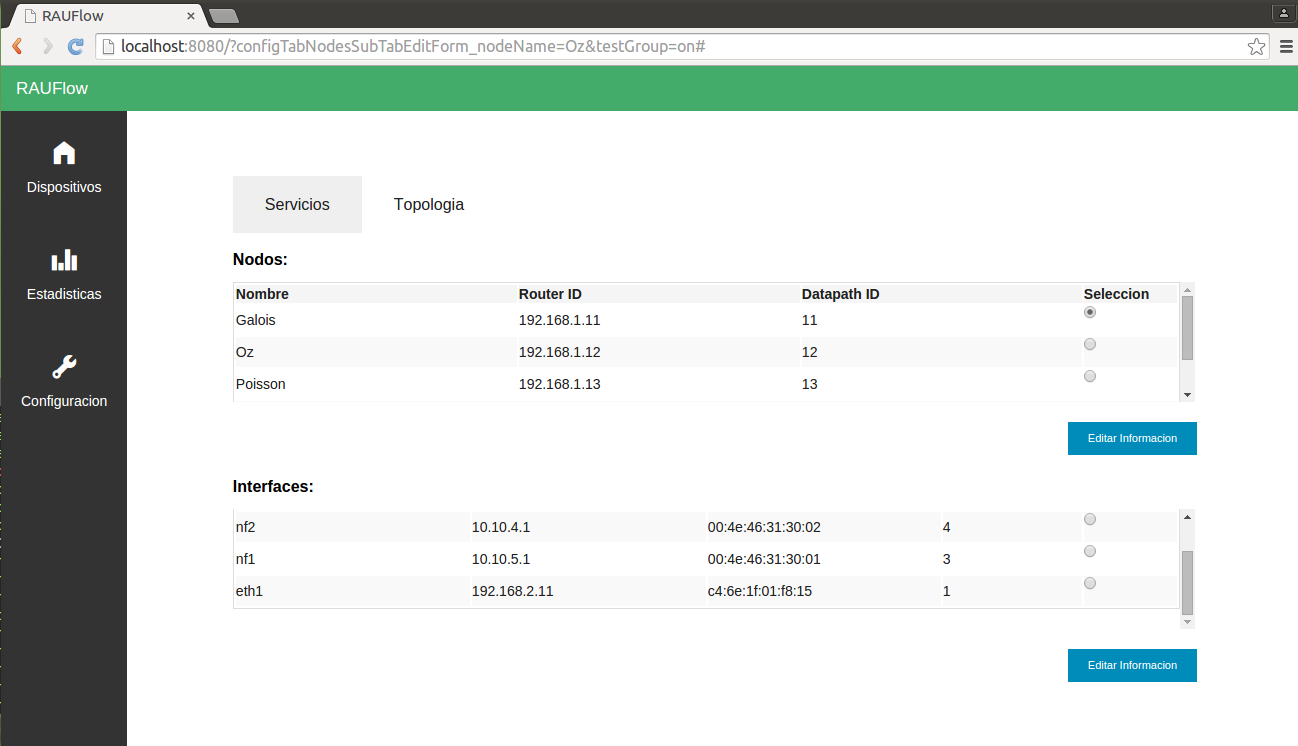 RAUFlow
localhost:8080/?configTabNodesSubTabEditForm_nodeName=Oz&testGroup=on#
RAUFlow
Dispositivos
Estadisticas
Configuracion
Servicios Topologia
Nodos:
Nombre Router ID Datapath ID Seleccion
Galois 192.168.1.11 11
Oz 192.168.1.12 12
Poisson 192.168.1.13 13
Editar Informacion
Interfaces:
nf2 10.10.4.1 00:4e:46:31:30:02 4
nf1 10.10.5.1 00:4e:46:31:30:01 3
eth1 192.168.2.11 c4:6e:1f:01:f8:15 1
Editar Informacion